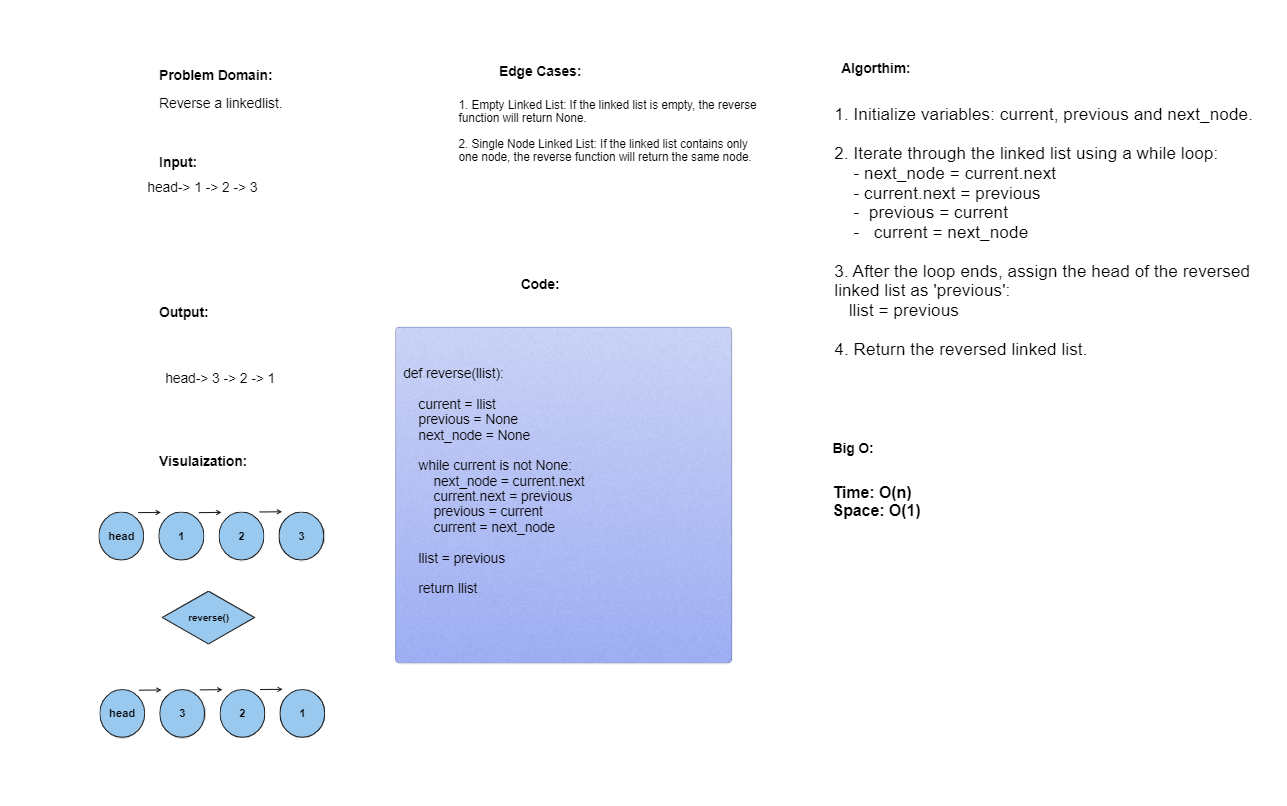 Problem Domain:
Reverse a linkedlist.
Input:
head-> 1 -> 2 -> 3
Output:
head-> 3 -> 2 -> 1
Visulaization:
head 1 2 3
reverse()
head 3 2 1
Edge Cases:
1. Empty Linked List: If the linked list is empty, the reverse
function will return None.
2. Single Node Linked List: If the linked list contains only
one node, the reverse function will return the same node.
Code:
def reverse(llist):
current = llist
previous = None
next_node = None
while current is not None:
next_node = current.next
current.next = previous
previous = current
current = next_node
llist = previous
return llist
Algorthim:
1. Initialize variables: current, previous and next_node.
2. Iterate through the linked list using a while loop:
- next_node = current.next
- current.next = previous
- previous = current
- current = next_node
3. After the loop ends, assign the head of the reversed
linked list as 'previous':
llist = previous
4. Return the reversed linked list.
Big O:
Time: O(n)
Space: O(1)